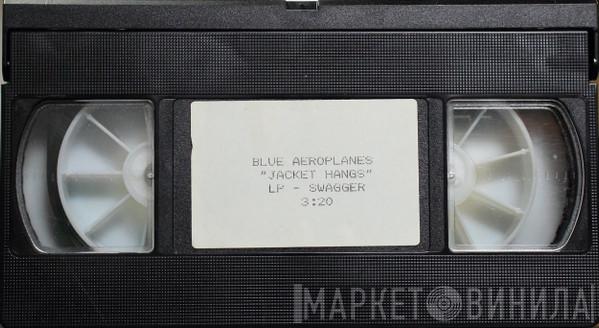 BLUE AEROPLANES
"JACKET HANGS"
LP - SWAGGER
3:20
МАРКЕТ ВИНИЛА